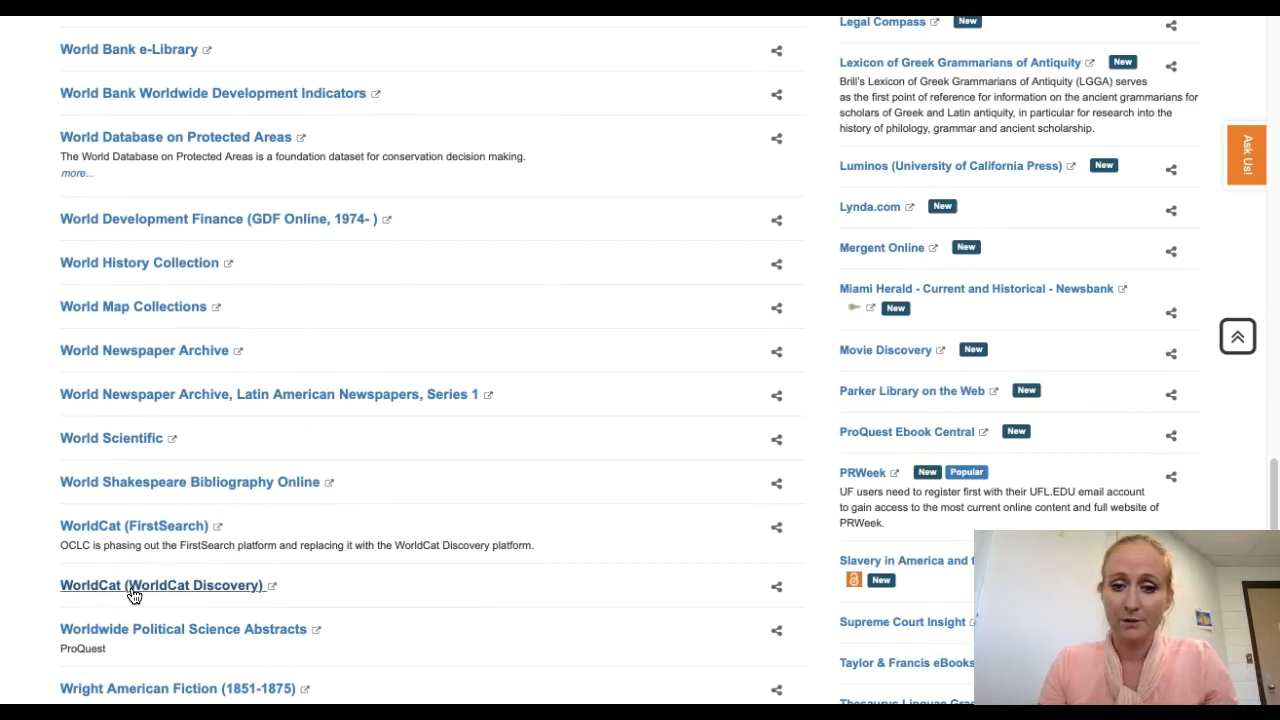 World Bank e-Library
World Bank Worldwide Development Indicators
World Database on Protected Areas
The World Database on Protected Areas is a foundation dataset for conservation decision making.
more...
World Development Finance (GDF Online, 1974- )
World History Collection
World Map Collections
World Newspaper Archive
World Newspaper Archive, Latin American Newspapers, Series 1
World Scientific
World Shakespeare Bibliography Online
WorldCat (FirstSearch)
OCLC is phasing out the FirstSearch platform and replacing it with the WorldCat Discovery platform.
WorldCat (WorldCat Discovery)
Worldwide Political Science Abstracts
ProQuest
Wright American Fiction (1851-1875)
Legal Compass New
Lexicon of Greek Grammarians of Antiquity New
Brill's Lexicon of Greek Grammarians of Antiquity (LGGA) serves
as the first point of reference for information on the ancient grammarians for
scholars of Greek and Latin antiquity, in particular for research into the
history of philology, grammar and ancient scholarship.
Luminos (University of California Press) New
Lynda.com New
Mergent Online New
Miami Herald - Current and Historical - Newsbank
New
Movie Discovery New
Parker Library on the Web New
ProQuest Ebook Central New
PRWeek New Popular
UF users need to register first with their UFL.EDU email account
to gain access to the most current online content and full website of
PRWeek.
Slavery in America and
New
Supreme Court Insight
Taylor & Francis eBooks
Thesaurus Linguae
Ask Us!